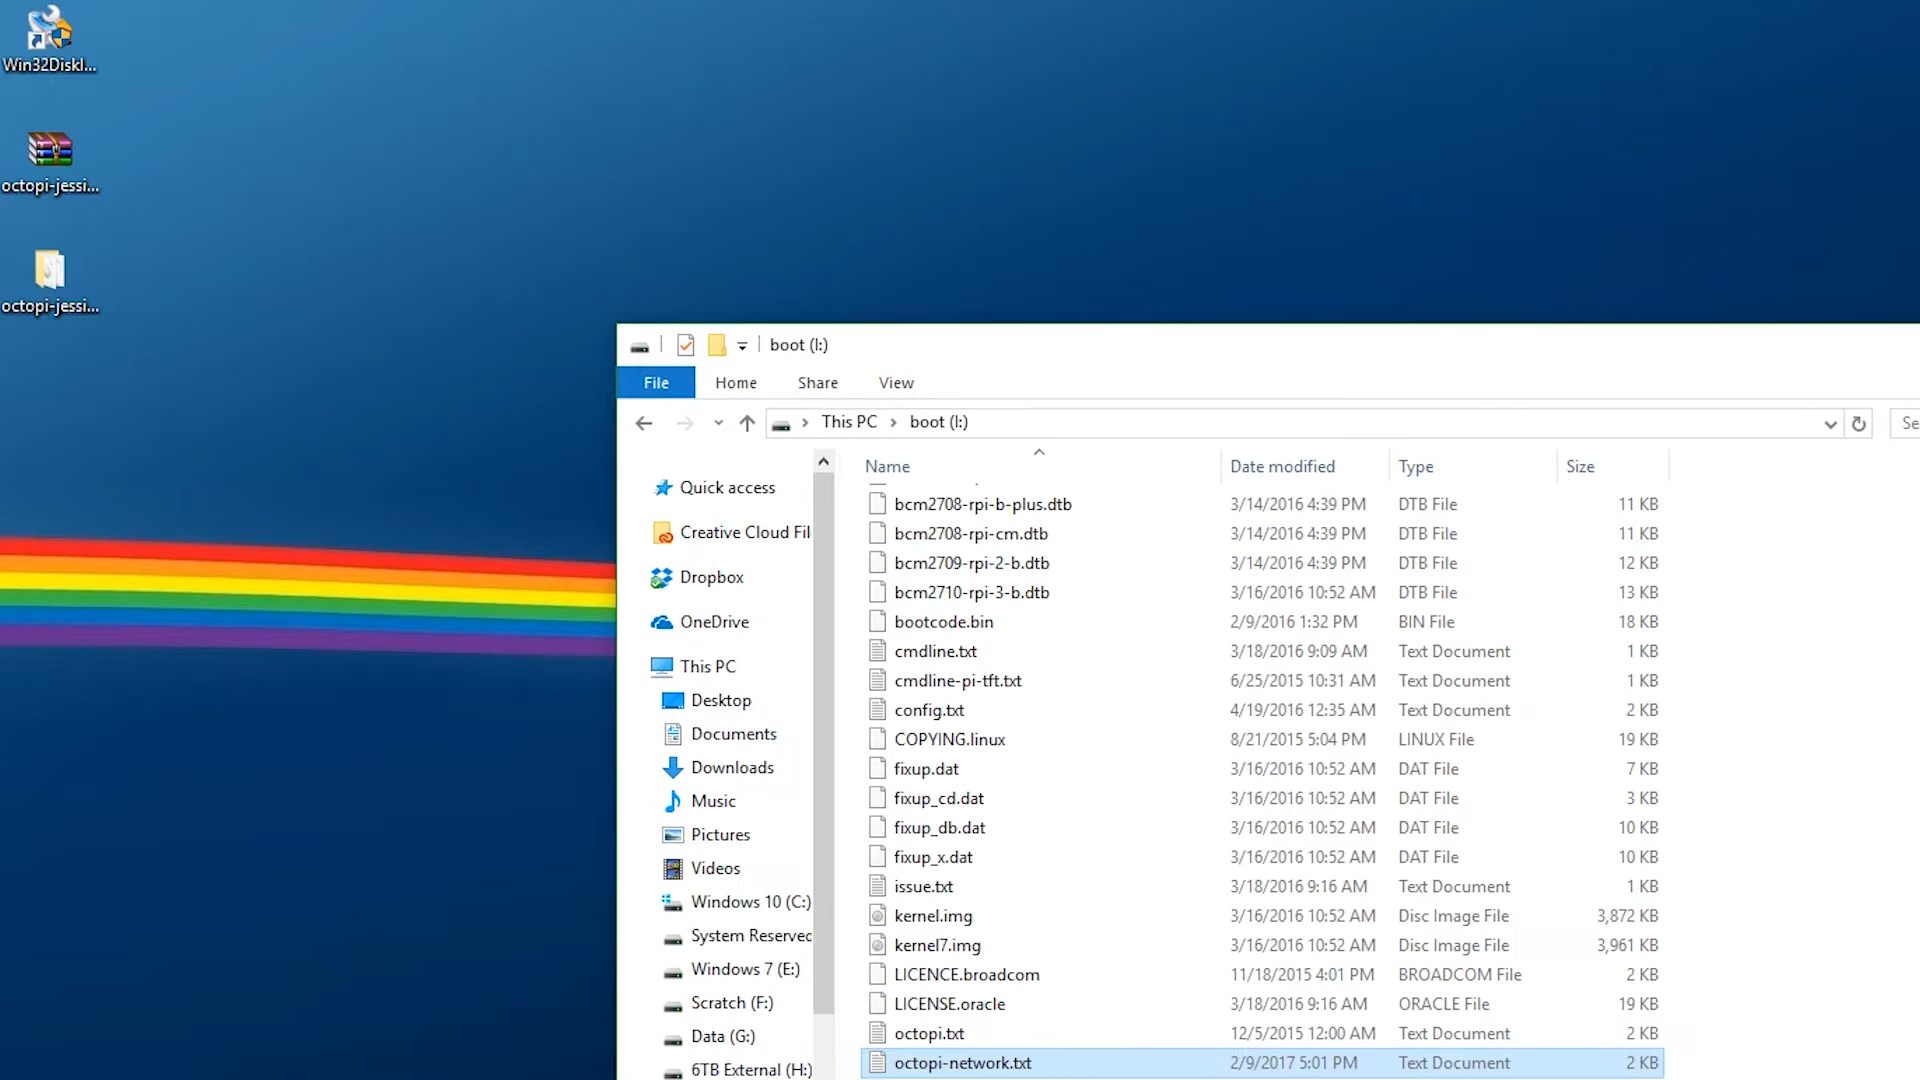 Win32DiskI...
octopi-jessi...
octopi-jessi...
boot (I:)
File Home Share View
This PC > boot (I:)
Se
Name Date modified Type Size
Quick access
Creative Cloud Fil
Dropbox
OneDrive
This PC
Desktop
Documents
Downloads
Music
Pictures
Videos
Windows 10 (C:)
System Reserved
Windows 7 (E:)
Scratch (F:)
Data (G:)
6TB External (H:)
bcm2708-rpi-b-plus.dtb 3/14/2016 4:39 PM DTB File 11 KB
bcm2708-rpi-cm.dtb 3/14/2016 4:39 PM DTB File 11 KB
bcm2709-rpi-2-b.dtb 3/14/2016 4:39 PM DTB File 12 KB
bcm2710-rpi-3-b.dtb 3/16/2016 10:52 AM DTB File 13 KB
bootcode.bin 2/9/2016 1:32 PM BIN File 18 KB
cmdline.txt 3/18/2016 9:09 AM Text Document 1 KB
cmdline-pi-tft.txt 6/25/2015 10:31 AM Text Document 1 KB
config.txt 4/19/2016 12:35 AM Text Document 2 KB
COPYING.linux 8/21/2015 5:04 PM LINUX File 19 KB
fixup.dat 3/16/2016 10:52 AM DAT File 7 KB
fixup_cd.dat 3/16/2016 10:52 AM DAT File 3 KB
fixup_db.dat 3/16/2016 10:52 AM DAT File 10 KB
fixup_x.dat 3/16/2016 10:52 AM DAT File 10 KB
issue.txt 3/18/2016 9:16 AM Text Document 1 KB
kernel.img 3/16/2016 10:52 AM Disc Image File 3,872 KB
kernel7.img 3/16/2016 10:52 AM Disc Image File 3,961 KB
LICENCE.broadcom 11/18/2015 4:01 PM BROADCOM File 2 KB
LICENSE.oracle 3/18/2016 9:16 AM ORACLE File 19 KB
octopi.txt 12/5/2015 12:00 AM Text Document 2 KB
octopi-network.txt 2/9/2017 5:01 PM Text Document 2 KB